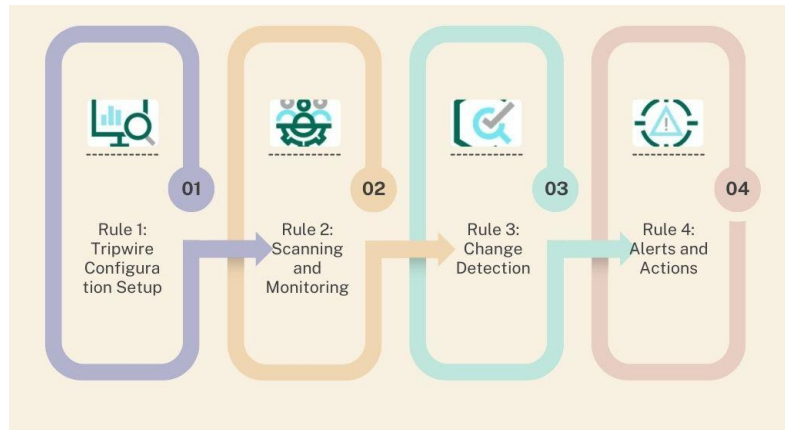 01
Rule 1:
Tripwire
Configura
tion Setup
02
Rule 2:
Scanning
and
Monitoring
03
Rule 3:
Change
Detection
04
Rule 4:
Alerts and
Actions